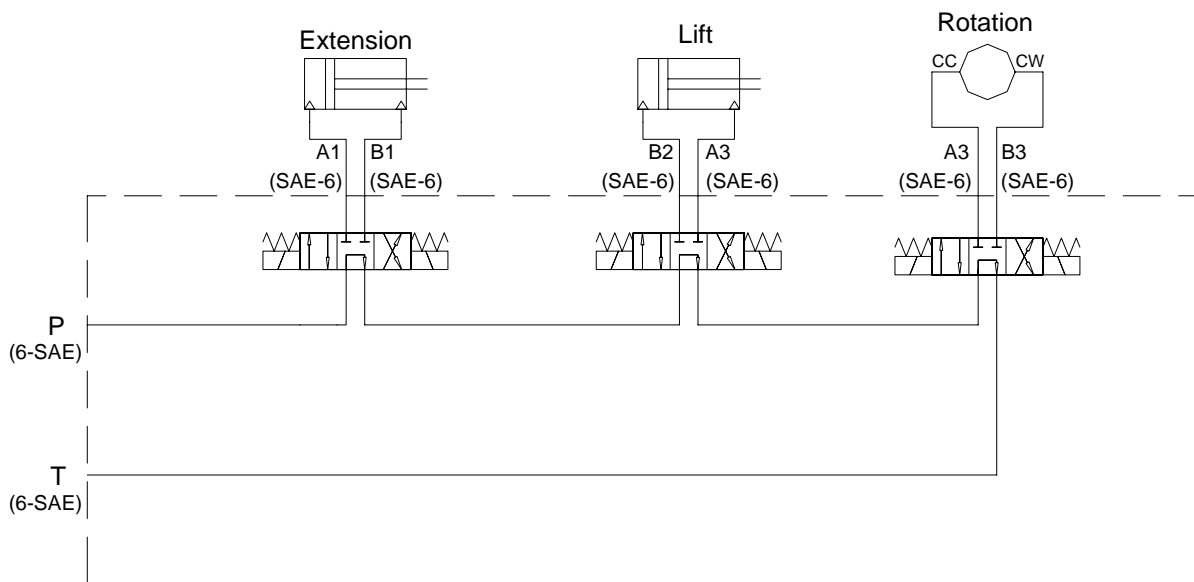 Extension
Lift
Rotation
CC
CW
A1
B1
B2
A3
A3
B3
(SAE-6)
(SAE-6)
(SAE-6)
(SAE-6)
(SAE-6)
(SAE-6)
P
(6-SAE)
T
(6-SAE)